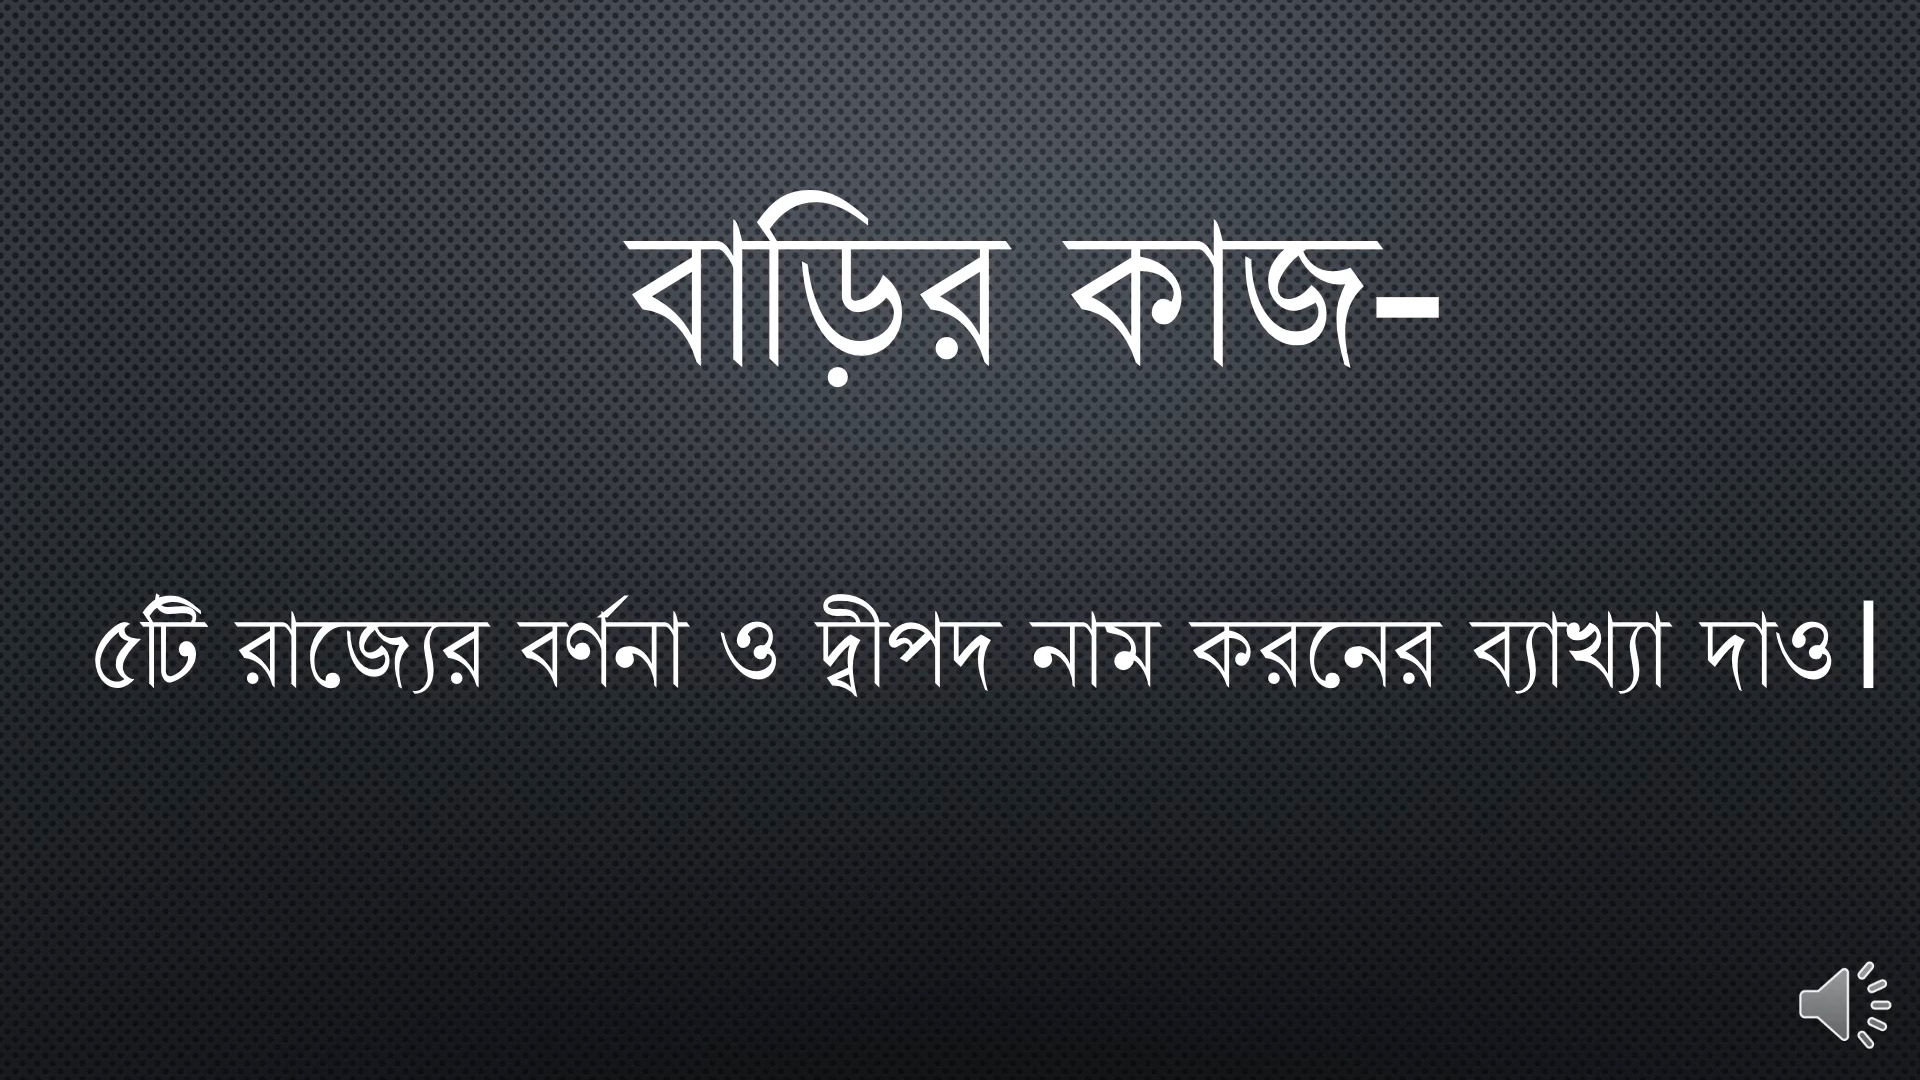 বাড়ির কাজ-
৫টি রাজ্যের বর্ণনা ও দ্বীপদ নাম করনের ব্যাখ্যা দাও |